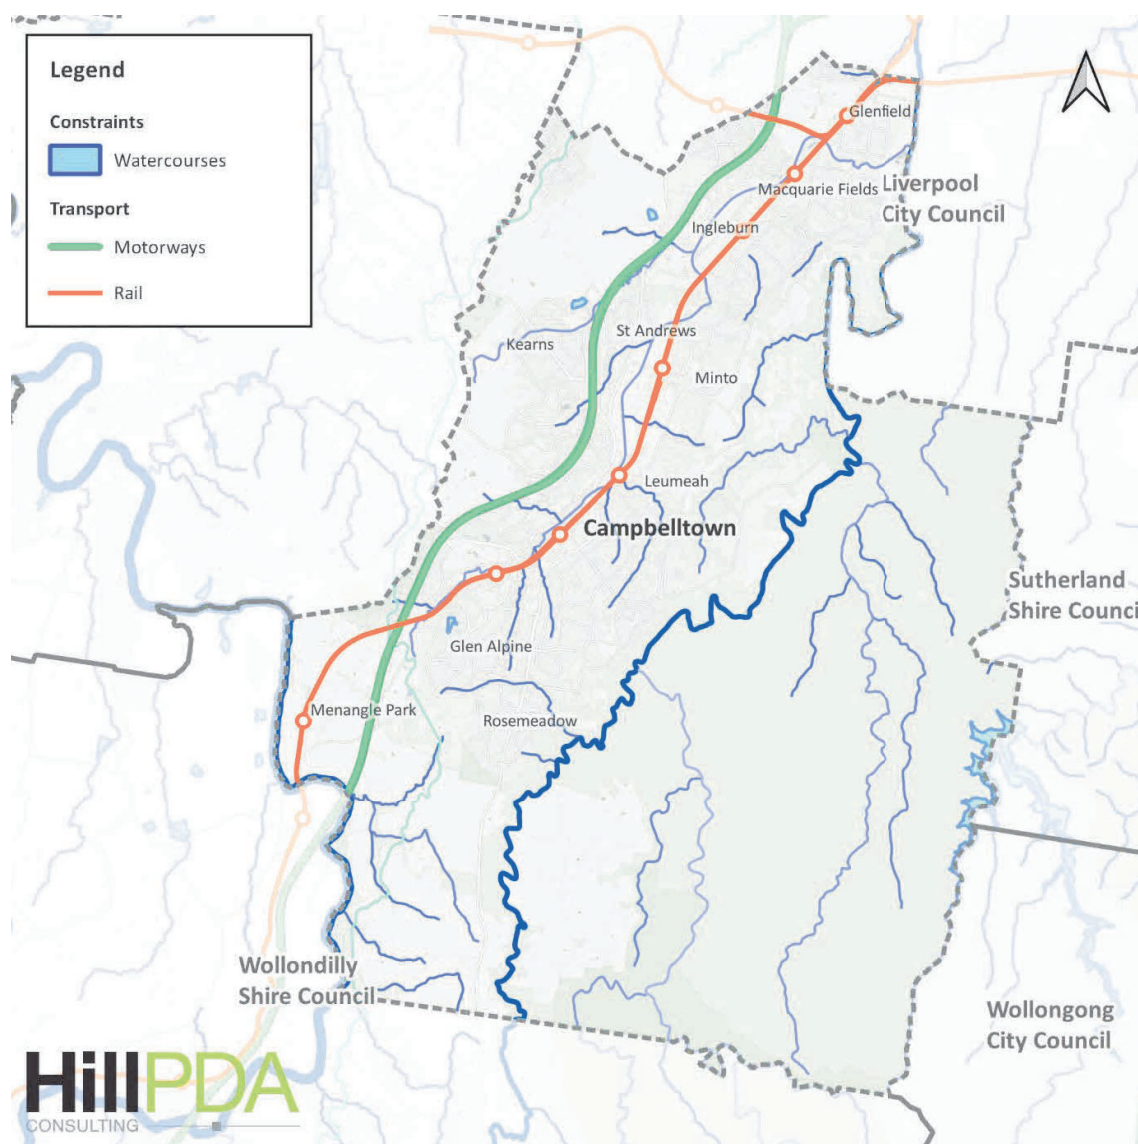 Legend
Constraints
Watercourses
Transport
Motorways
Rail
Glenfield
Macquarie Fields
Liverpool
City Council
Ingleburn
St Andrews
Kearns
Minto
Leumeah
Campbelltown
Sutherland
Shire Council
Glen Alpine
Menangle Park
Rosemeadow
Wollondilly
Shire Council
Wollongong
City Council
HillPDA
CONSULTING